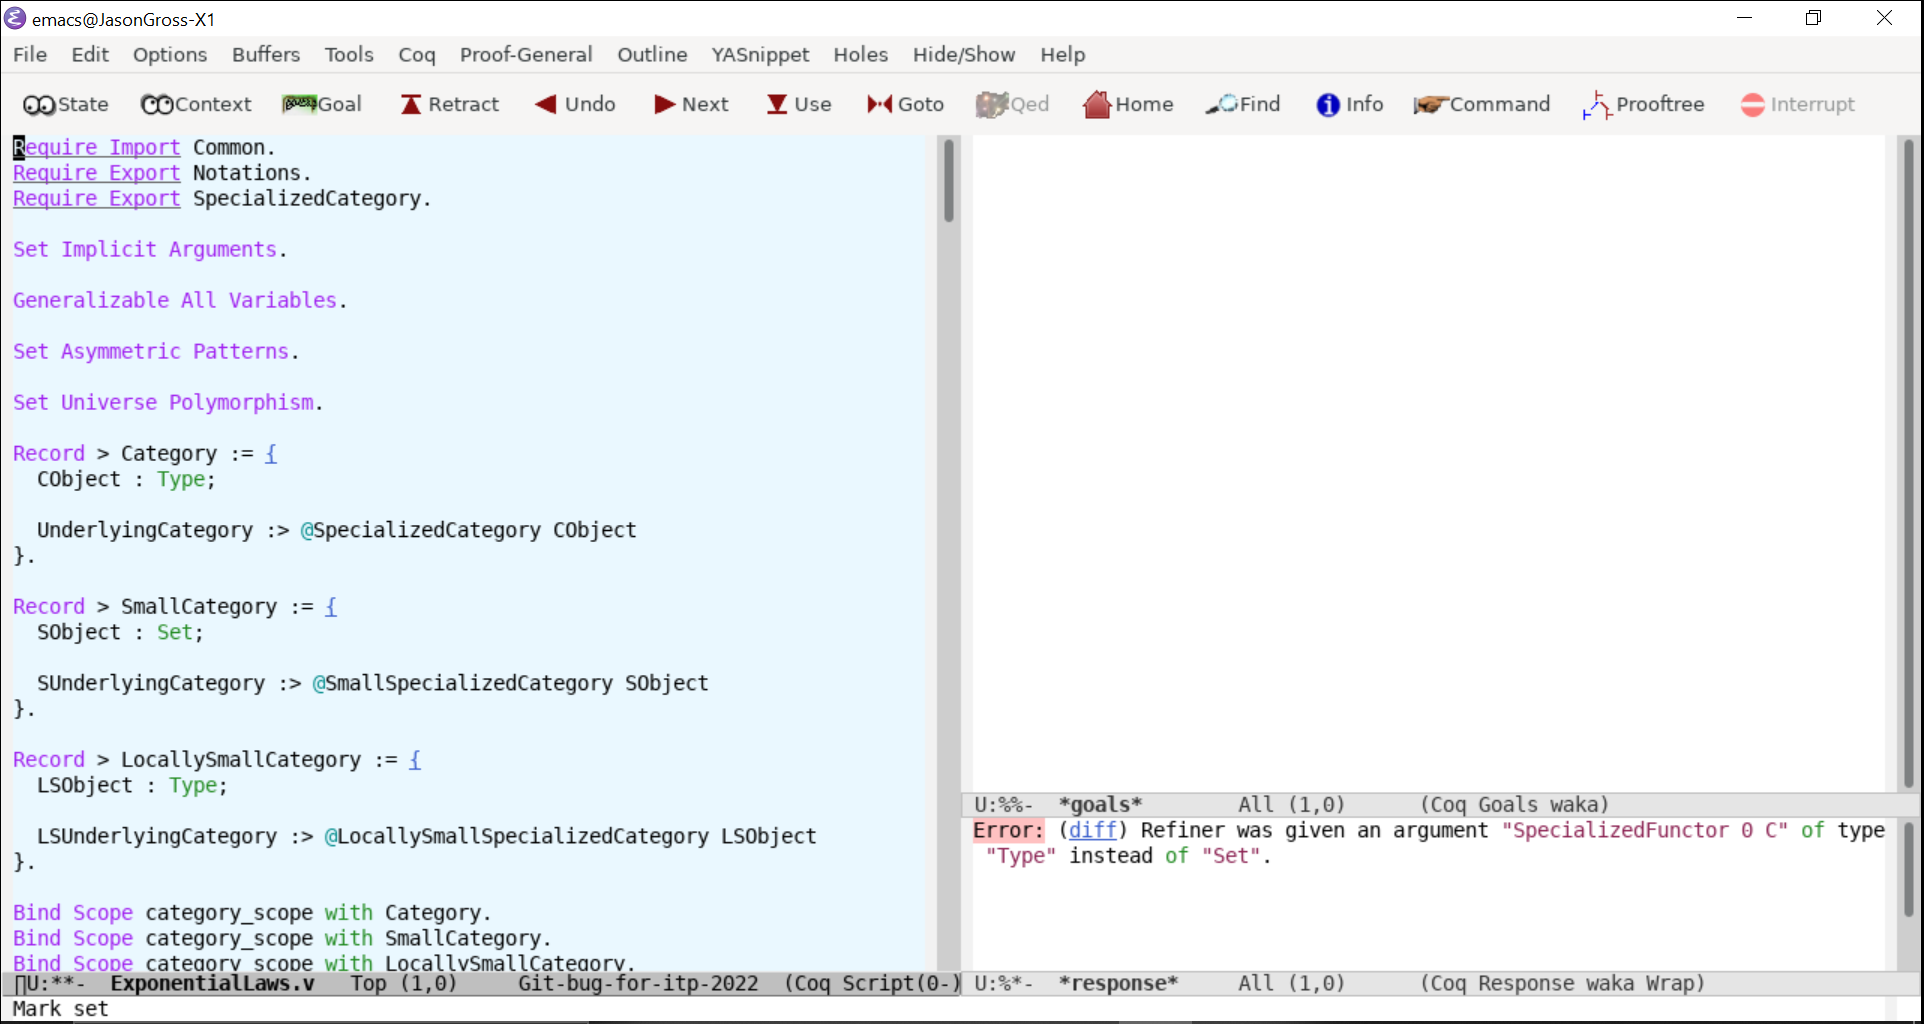 emacs@JasonGross-X1
File Edit Options Buffers Tools Coq Proof-General Outline YASnippet Holes Hide/Show Help
State Context Goal Retract Undo Next Use Goto Qed Home Find Info Command Prooftree Interrupt
Require Import Common.
Require Export Notations.
Require Export SpecializedCategory.
Set Implicit Arguments.
Generalizable All Variables.
Set Asymmetric Patterns.
Set Universe Polymorphism.
Record > Category := {
  CObject : Type;
  UnderlyingCategory :> @SpecializedCategory CObject
}.
Record > SmallCategory := {
  SObject : Set;
  SUnderlyingCategory :> @SmallSpecializedCategory SObject
}.
Record > LocallySmallCategory := {
  LSObject : Type;
  LSUnderlyingCategory :> @LocallySmallSpecializedCategory LSObject
}.
Bind Scope category_scope with Category.
Bind Scope category_scope with SmallCategory.
Bind Scope category_scope with LocallySmallCategory.
U:**-  ExponentialLaws.v   Top (1,0)     Git-bug-for-itp-2022  (Coq Script(0-)
Mark set
U:%%-  *goals*        All (1,0)      (Coq Goals waka)
Error: (diff) Refiner was given an argument "SpecializedFunctor 0 C" of type
 "Type" instead of "Set".
U:%*-  *response*     All (1,0)      (Coq Response waka Wrap)